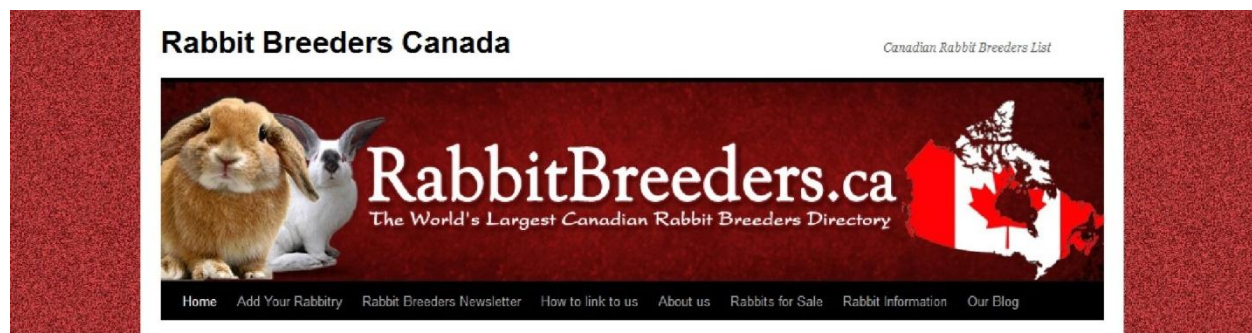 Rabbit Breeders Canada
Canadian Rabbit Breeders List
RabbitBreeders.ca
The World's Largest Canadian Rabbit Breeders Directory
Home Add Your Rabbitry Rabbit Breeders Newsletter How to link to us About us Rabbits for Sale Rabbit Information Our Blog